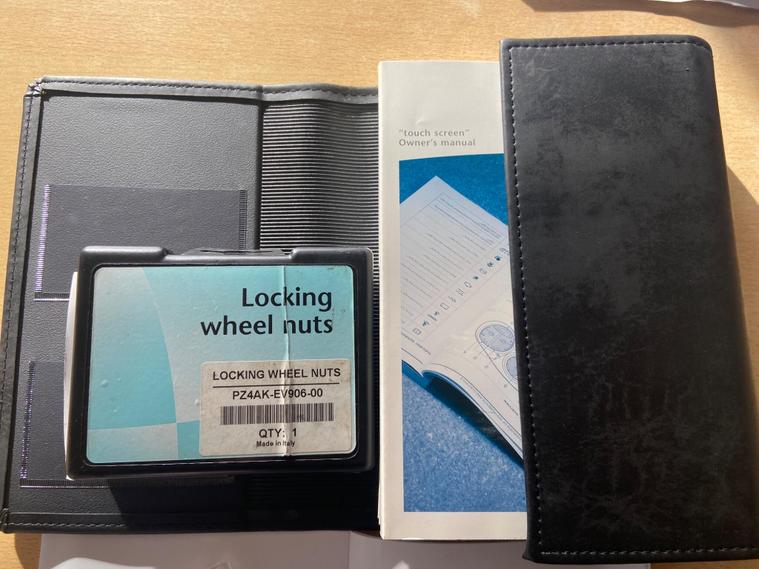 "touch screen"
Owner's manual
Locking
wheel nuts
LOCKING WHEEL NUTS
PZ4AK-EV906-00
QTY: 1
Made in Italy